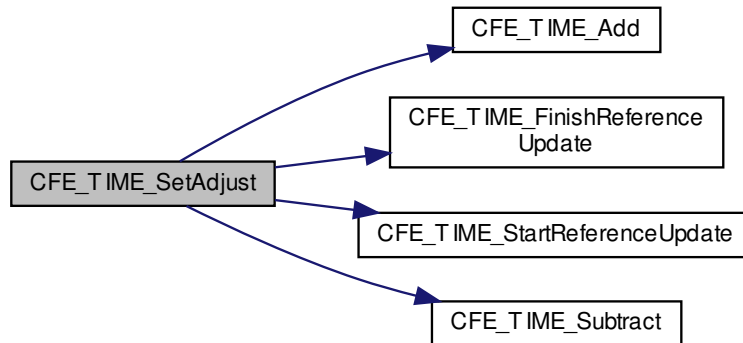 CFE_TIME_Add
CFE_TIME_FinishReference
Update
CFE_TIME_SetAdjust
CFE_TIME_StartReferenceUpdate
CFE_TIME_Subtract